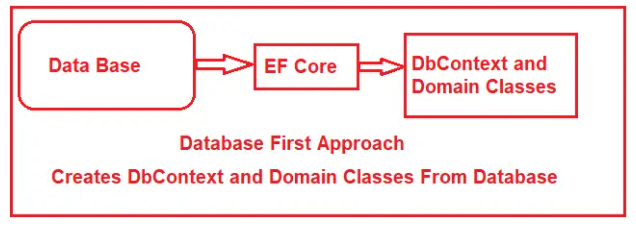 Data Base
EF Core
DbContext and
Domain Classes
Database First Approach
Creates DbContext and Domain Classes From Database